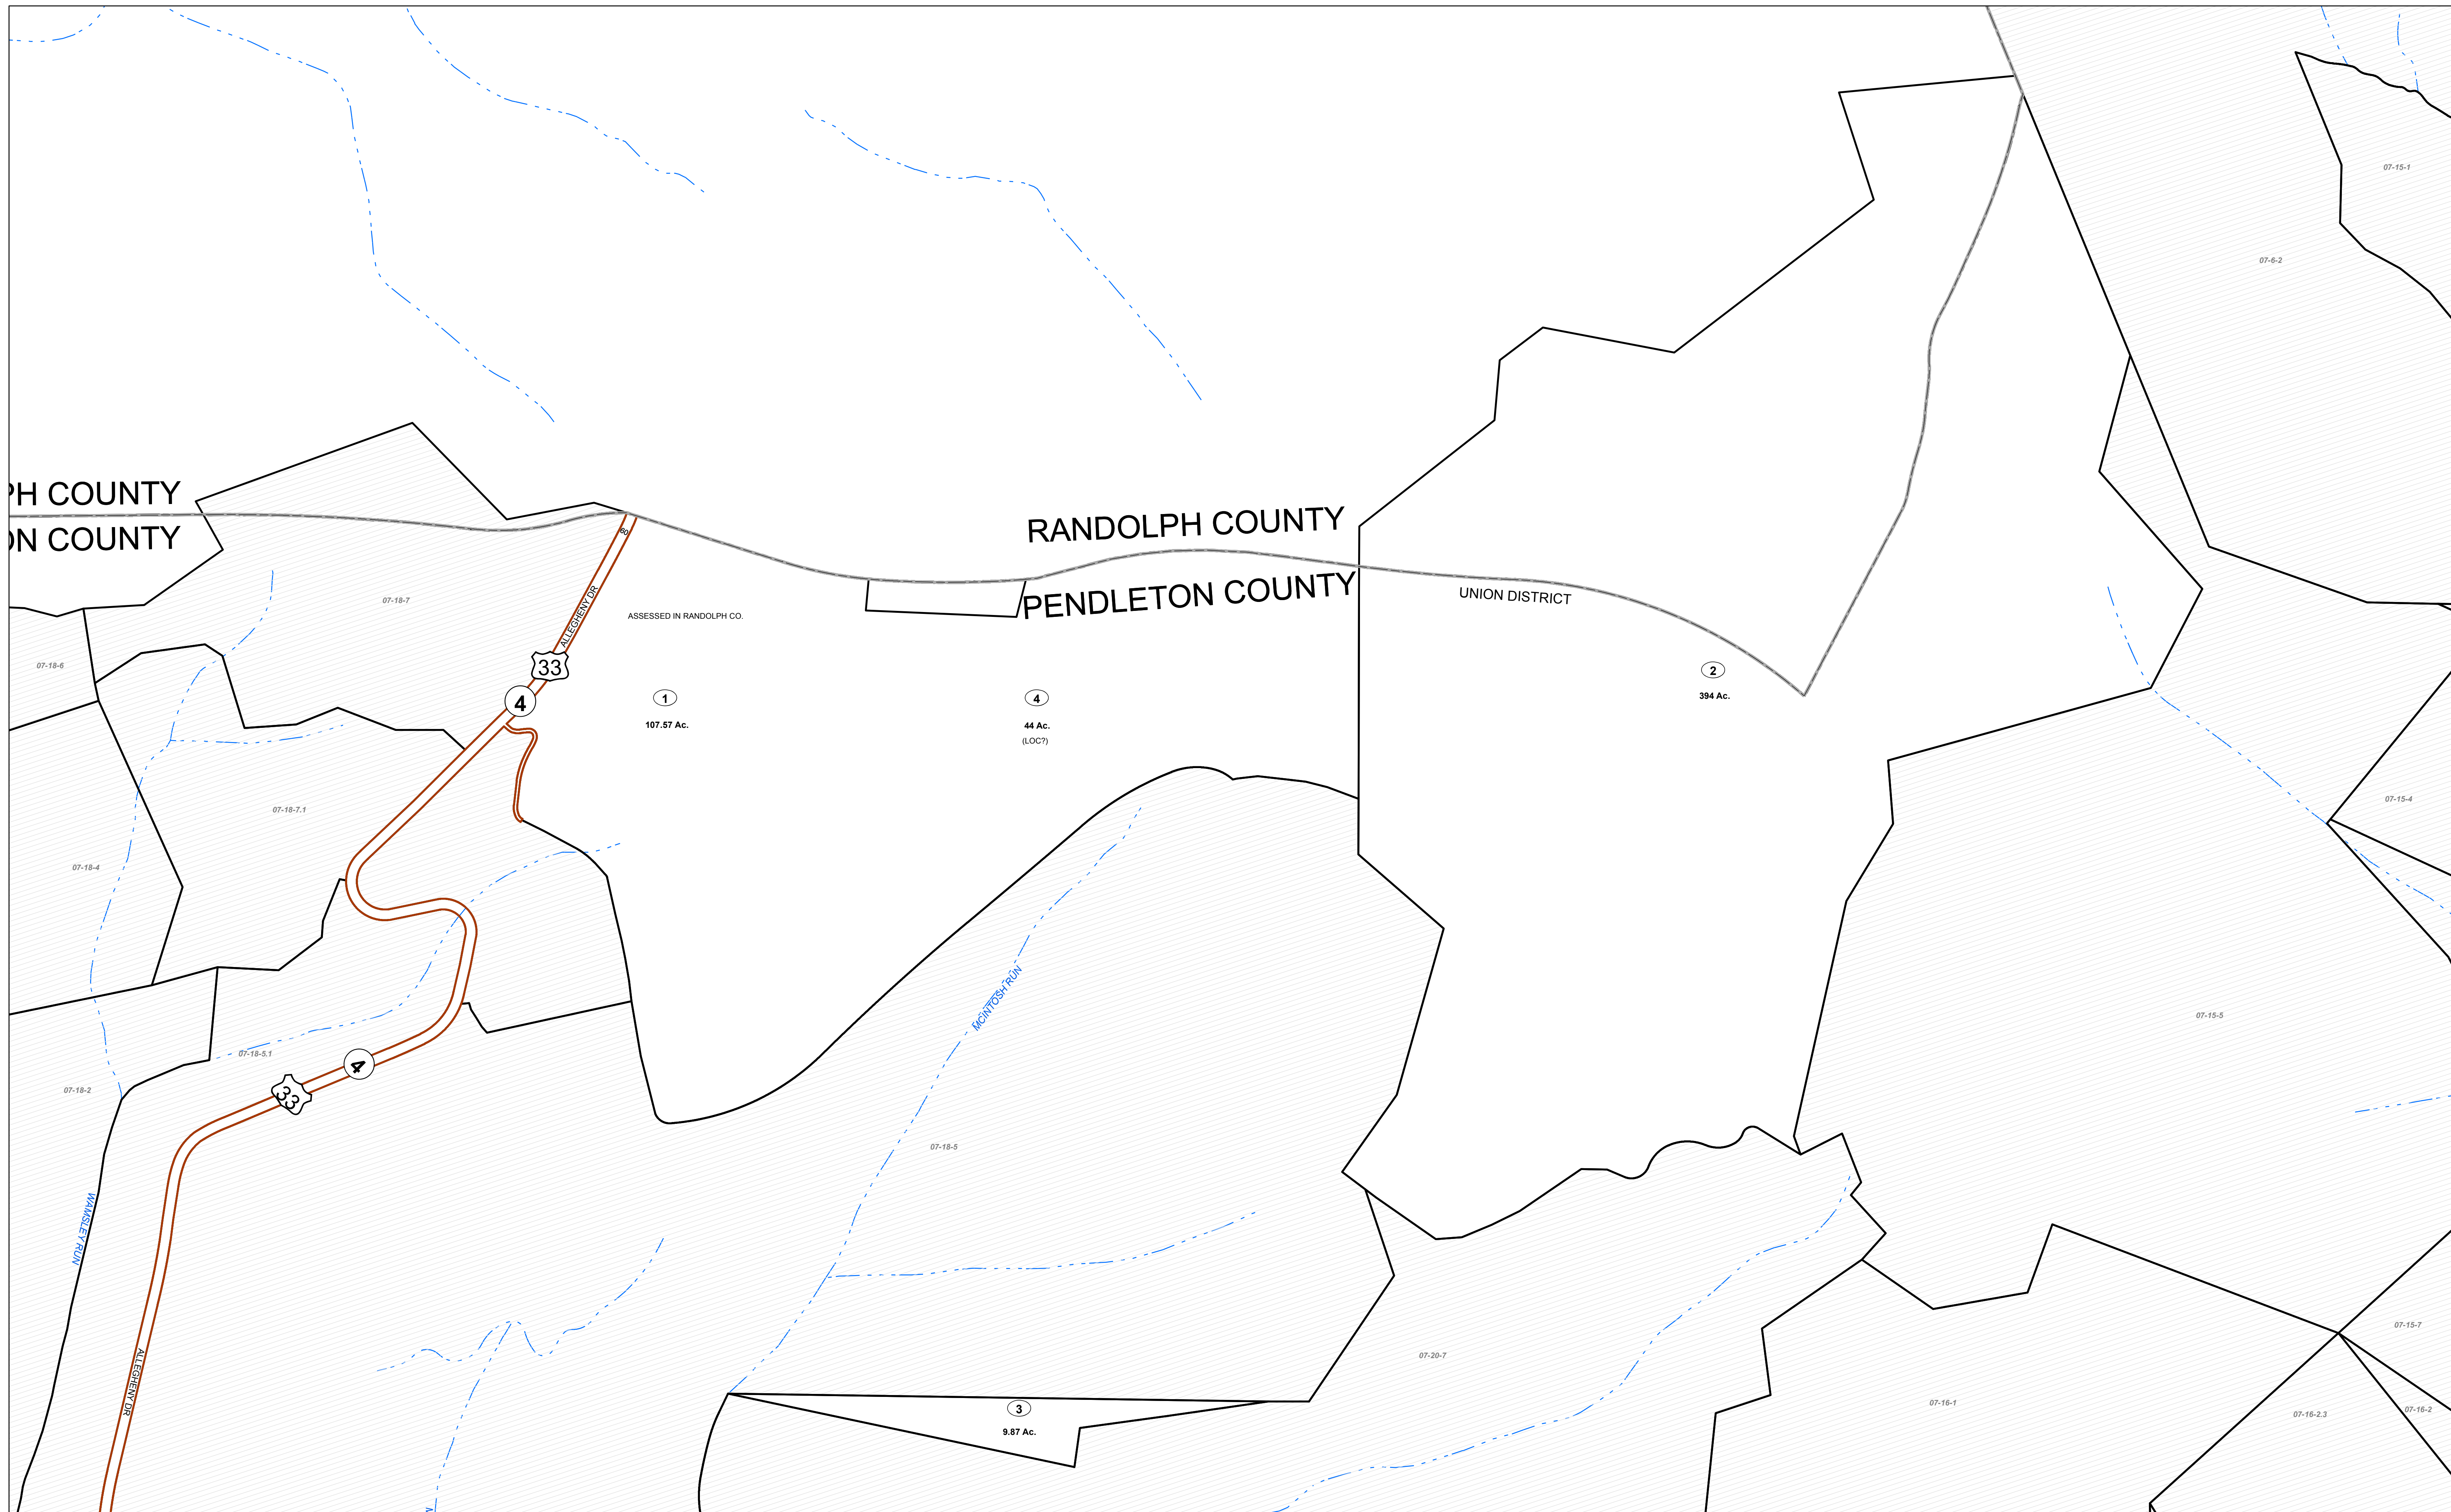 07-15-1
07-6-2
PH COUNTY
ON COUNTY
RANDOLPH COUNTY
PENDLETON COUNTY
UNION DISTRICT
60
ALLEGHENY DR
07-18-7
ASSESSED IN RANDOLPH CO.
07-18-6
33
4
1
107.57 Ac.
4
44 Ac.
(LOC?)
2
394 Ac.
07-18-7.1
07-15-4
07-18-4
MCINTOSH RUN
07-15-5
07-18-5.1
4
33
07-18-2
07-18-5
WAMSLEY RUN
ALLEGHENY DR
07-20-7
07-15-7
07-16-1
07-16-2
07-16-2.3
3
9.87 Ac.